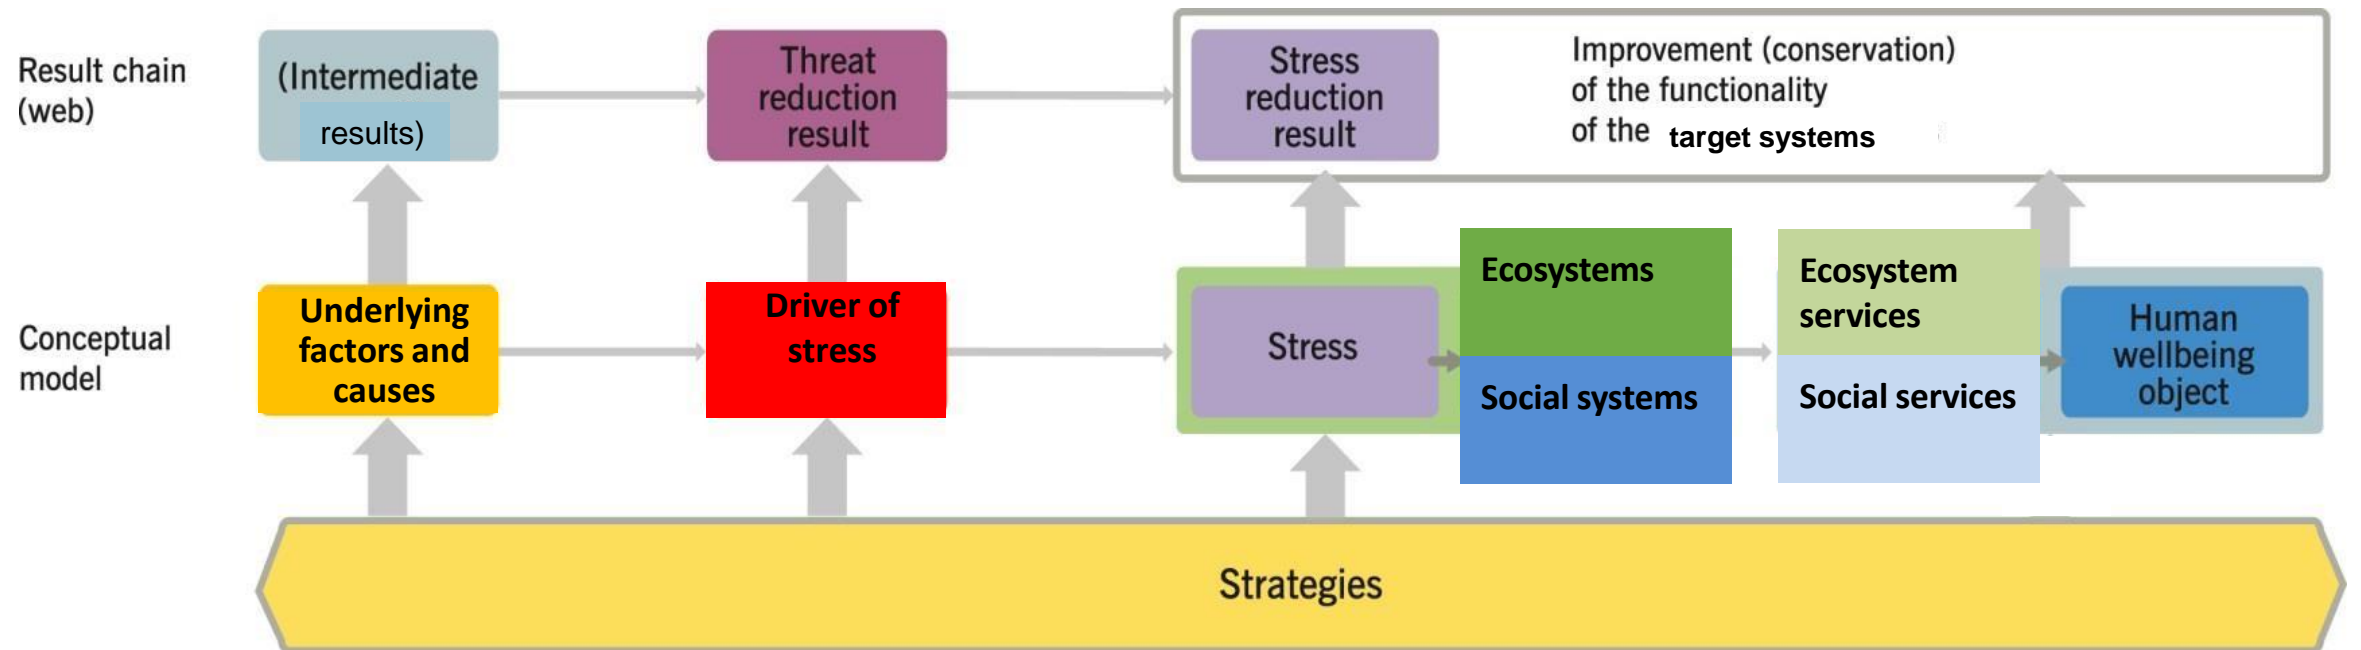 Result chain
(web)
(Intermediate
results)
Threat
reduction
result
Stress
reduction
result
Improvement (conservation)
of the functionality
of the target systems
Conceptual
model
Underlying
factors and
causes
Driver of
stress
Stress
Ecosystems
Social systems
Ecosystem
services
Social services
Human
wellbeing
object
Strategies